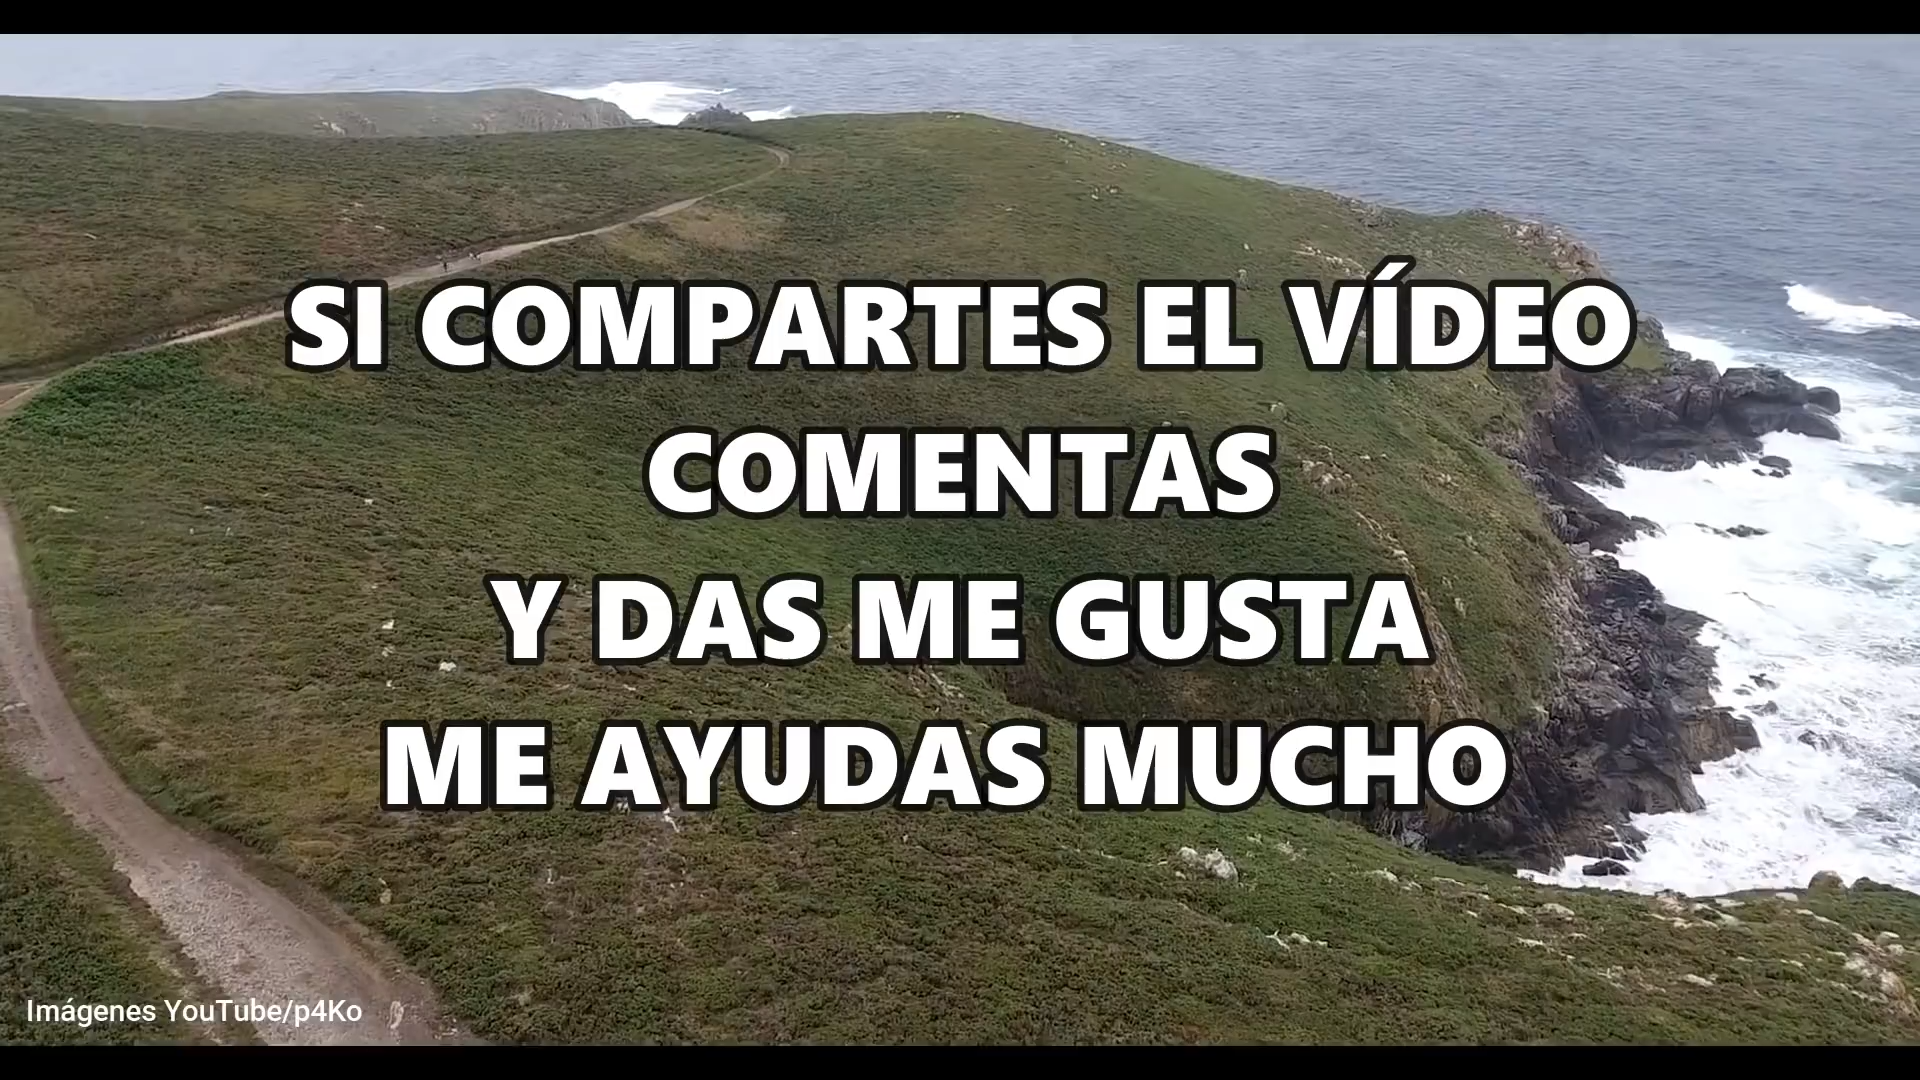 SI COMPARTES EL VÍDEO
COMENTAS
Y DAS ME GUSTA
ME AYUDAS MUCHO
Imágenes YouTube/p4Ko